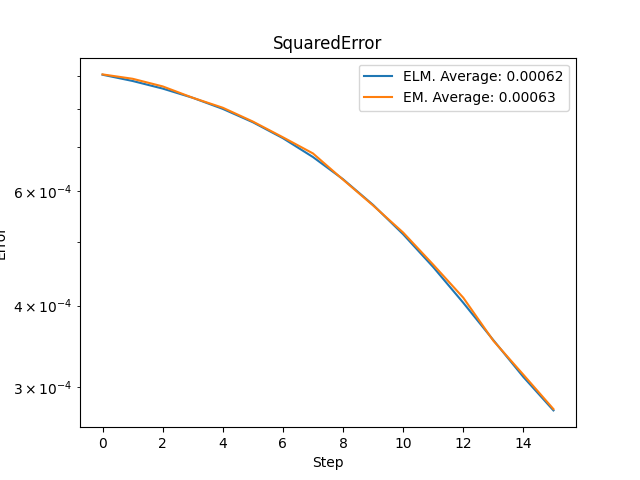 SquaredError
ELM. Average: 0.00062
EM. Average: 0.00063
6 × 10⁻⁴
4 × 10⁻⁴
3 × 10⁻⁴
Error
0 2 4 6 8 10 12 14
Step